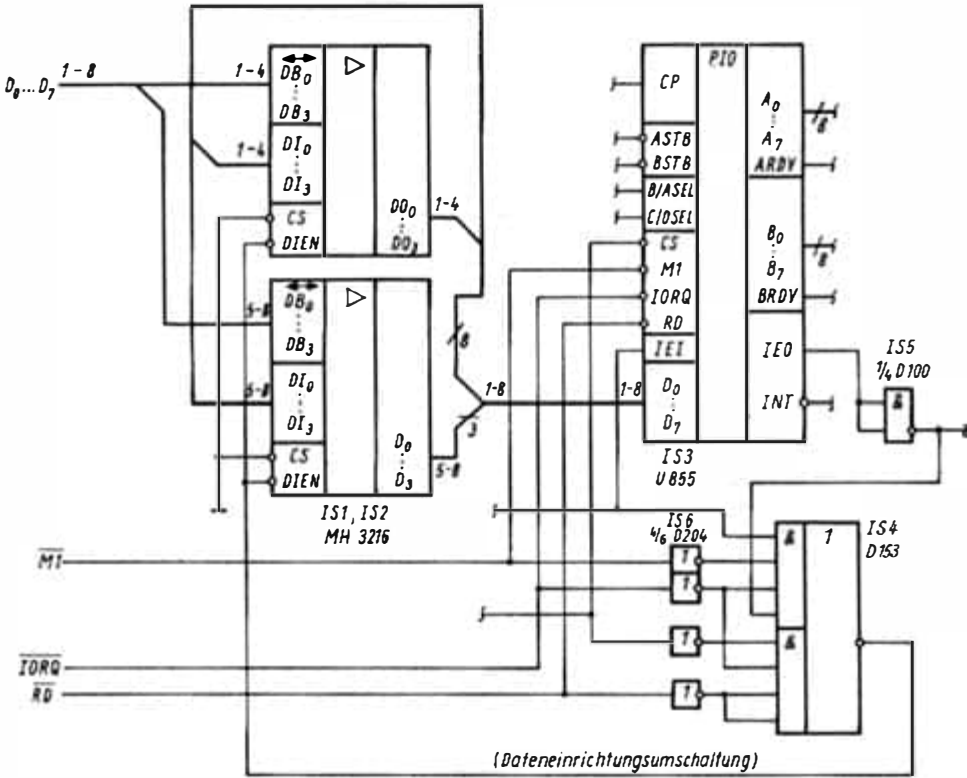 D₀...D₇
1-8
1-4
DB₀
DB₃
1-4
DI₀
DI₃
CS
DIEN
DO₀
DO₃
1-4
5-8
DB₀
DB₃
5-8
DI₀
DI₃
CS
DIEN
D₀
D₃
5-8
IS1, IS2
MH 3216
8
3
1-8
1-8
PIO
CP
ASTB
BSTB
B/ASEL
C/DSEL
CS
M1
IORQ
RD
IEI
D₀
D₇
A₀
A₇
8
ARDY
B₀
B₇
8
BRDY
IEO
INT
IS3
U 855
IS5
1/4 D100
&
IS6
4/6 D204
1
1
1
1
IS4
D153
&
&
1
M1
IORQ
RD
(Dateneinrichtungsumschaltung)